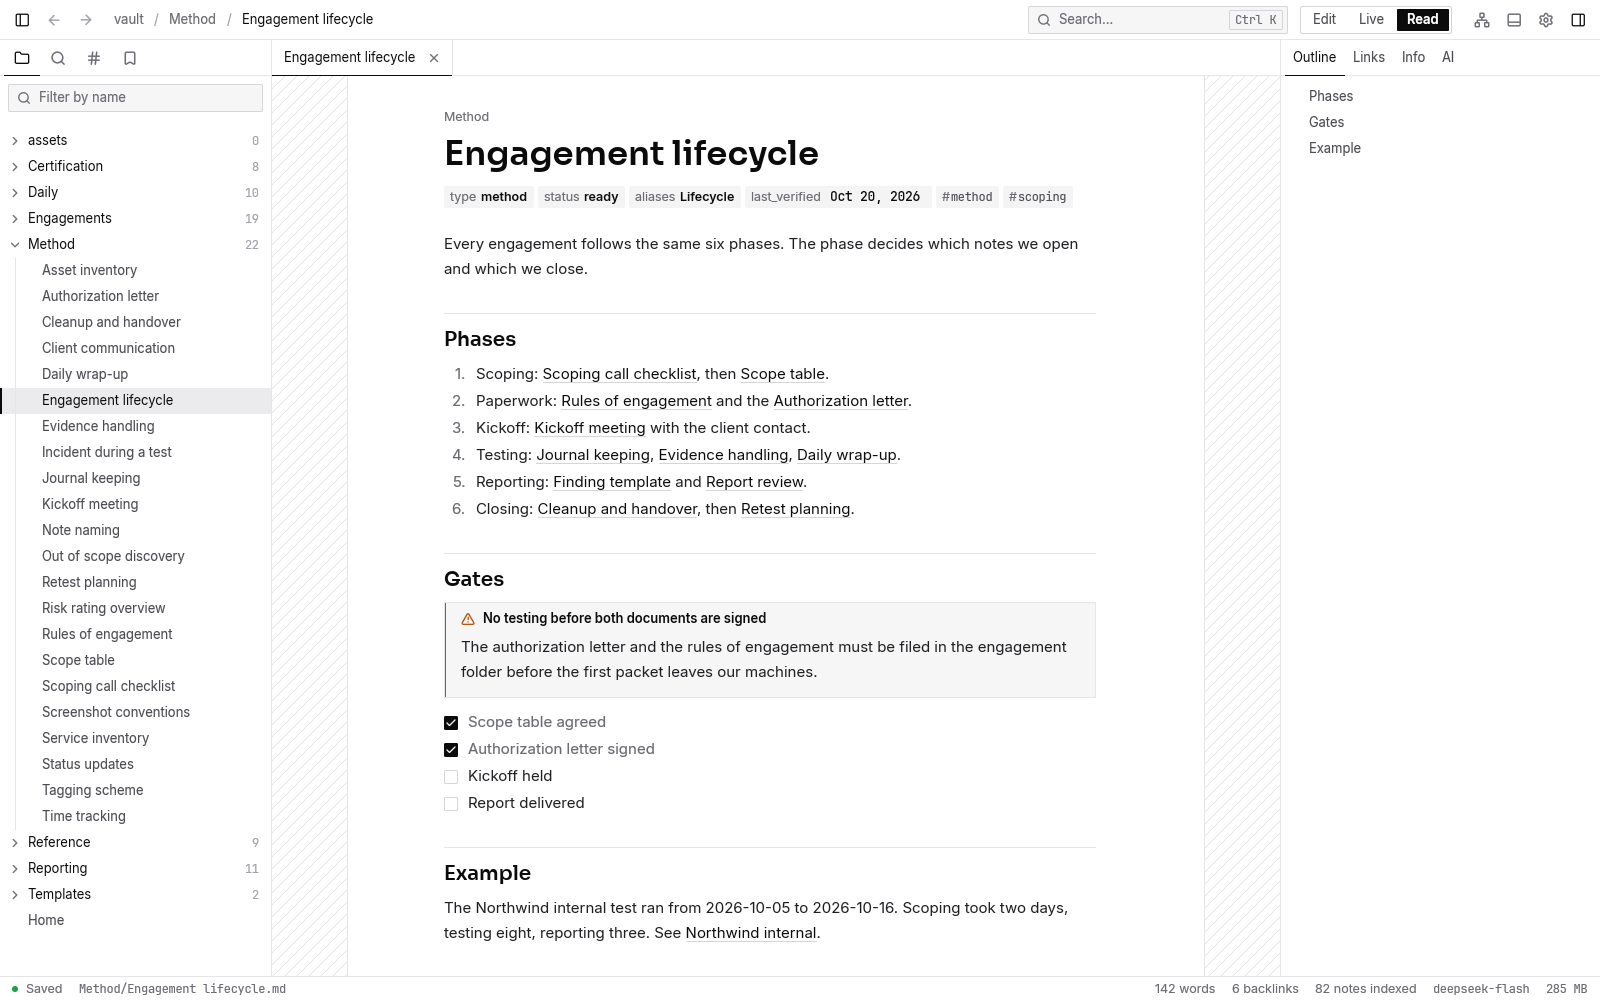 vault / Method / Engagement lifecycle
Search...
Ctrl K
Edit Live Read
Engagement lifecycle
Outline Links Info AI
Filter by name
assets 0
Certification 8
Daily 10
Engagements 19
Method 22
Asset inventory
Authorization letter
Cleanup and handover
Client communication
Daily wrap-up
Engagement lifecycle
Evidence handling
Incident during a test
Journal keeping
Kickoff meeting
Note naming
Out of scope discovery
Retest planning
Risk rating overview
Rules of engagement
Scope table
Scoping call checklist
Screenshot conventions
Service inventory
Status updates
Tagging scheme
Time tracking
Reference 9
Reporting 11
Templates 2
Home
Method
Engagement lifecycle
type method status ready aliases Lifecycle last_verified Oct 20, 2026 #method #scoping
Every engagement follows the same six phases. The phase decides which notes we open
and which we close.
Phases
1. Scoping: Scoping call checklist, then Scope table.
2. Paperwork: Rules of engagement and the Authorization letter.
3. Kickoff: Kickoff meeting with the client contact.
4. Testing: Journal keeping, Evidence handling, Daily wrap-up.
5. Reporting: Finding template and Report review.
6. Closing: Cleanup and handover, then Retest planning.
Gates
No testing before both documents are signed
The authorization letter and the rules of engagement must be filed in the engagement
folder before the first packet leaves our machines.
Scope table agreed
Authorization letter signed
Kickoff held
Report delivered
Example
The Northwind internal test ran from 2026-10-05 to 2026-10-16. Scoping took two days,
testing eight, reporting three. See Northwind internal.
Phases
Gates
Example
Saved Method/Engagement lifecycle.md
142 words 6 backlinks 82 notes indexed deepseek-flash 285 MB